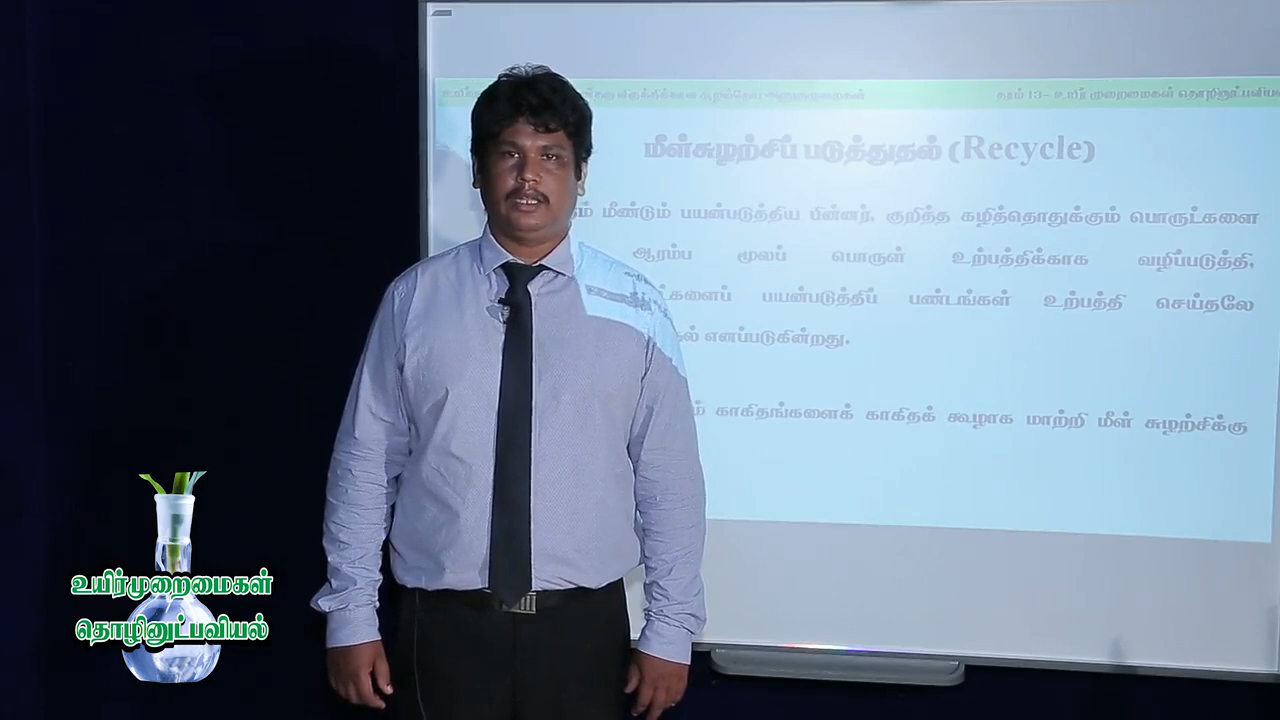 தரம் 13- உயிர் முறைமைகள் தொழினுட்பவியல்
மீள்சுழற்சிப் படுத்துதல் (Recycle)
மீண்டும் பயன்படுத்திய பின்னர், குறித்த கழித்தொதுக்கும் பொருட்களை
ஆரம்ப மூலப் பொருள் உற்பத்திக்காக வழிப்படுத்தி,
பயன்படுத்திப் பண்டங்கள் உற்பத்தி செய்தலே
எனப்படுகின்றது.
காகிதங்களைக் காகிதக் கூழாக மாற்றி மீள் சுழற்சிக்கு
உயிர்முறைமைகள்
தொழினுட்பவியல்